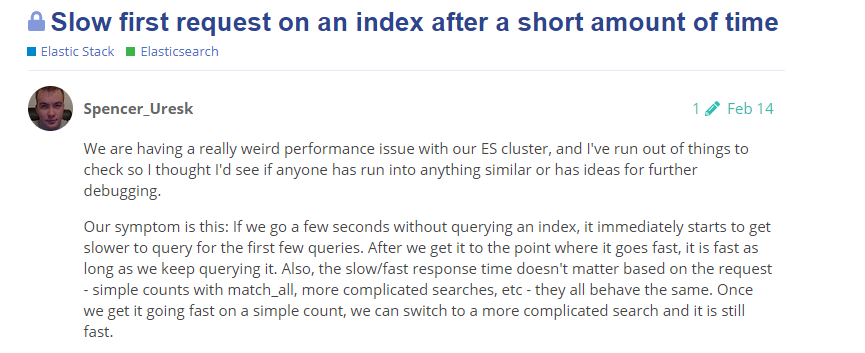 Slow first request on an index after a short amount of time
Elastic Stack Elasticsearch
Spencer_Uresk 1 Feb 14
We are having a really weird performance issue with our ES cluster, and I've run out of things to
check so I thought I'd see if anyone has run into anything similar or has ideas for further
debugging.
Our symptom is this: If we go a few seconds without querying an index, it immediately starts to get
slower to query for the first few queries. After we get it to the point where it goes fast, it is fast as
long as we keep querying it. Also, the slow/fast response time doesn't matter based on the request
- simple counts with match_all, more complicated searches, etc - they all behave the same. Once
we get it going fast on a simple count, we can switch to a more complicated search and it is still
fast.